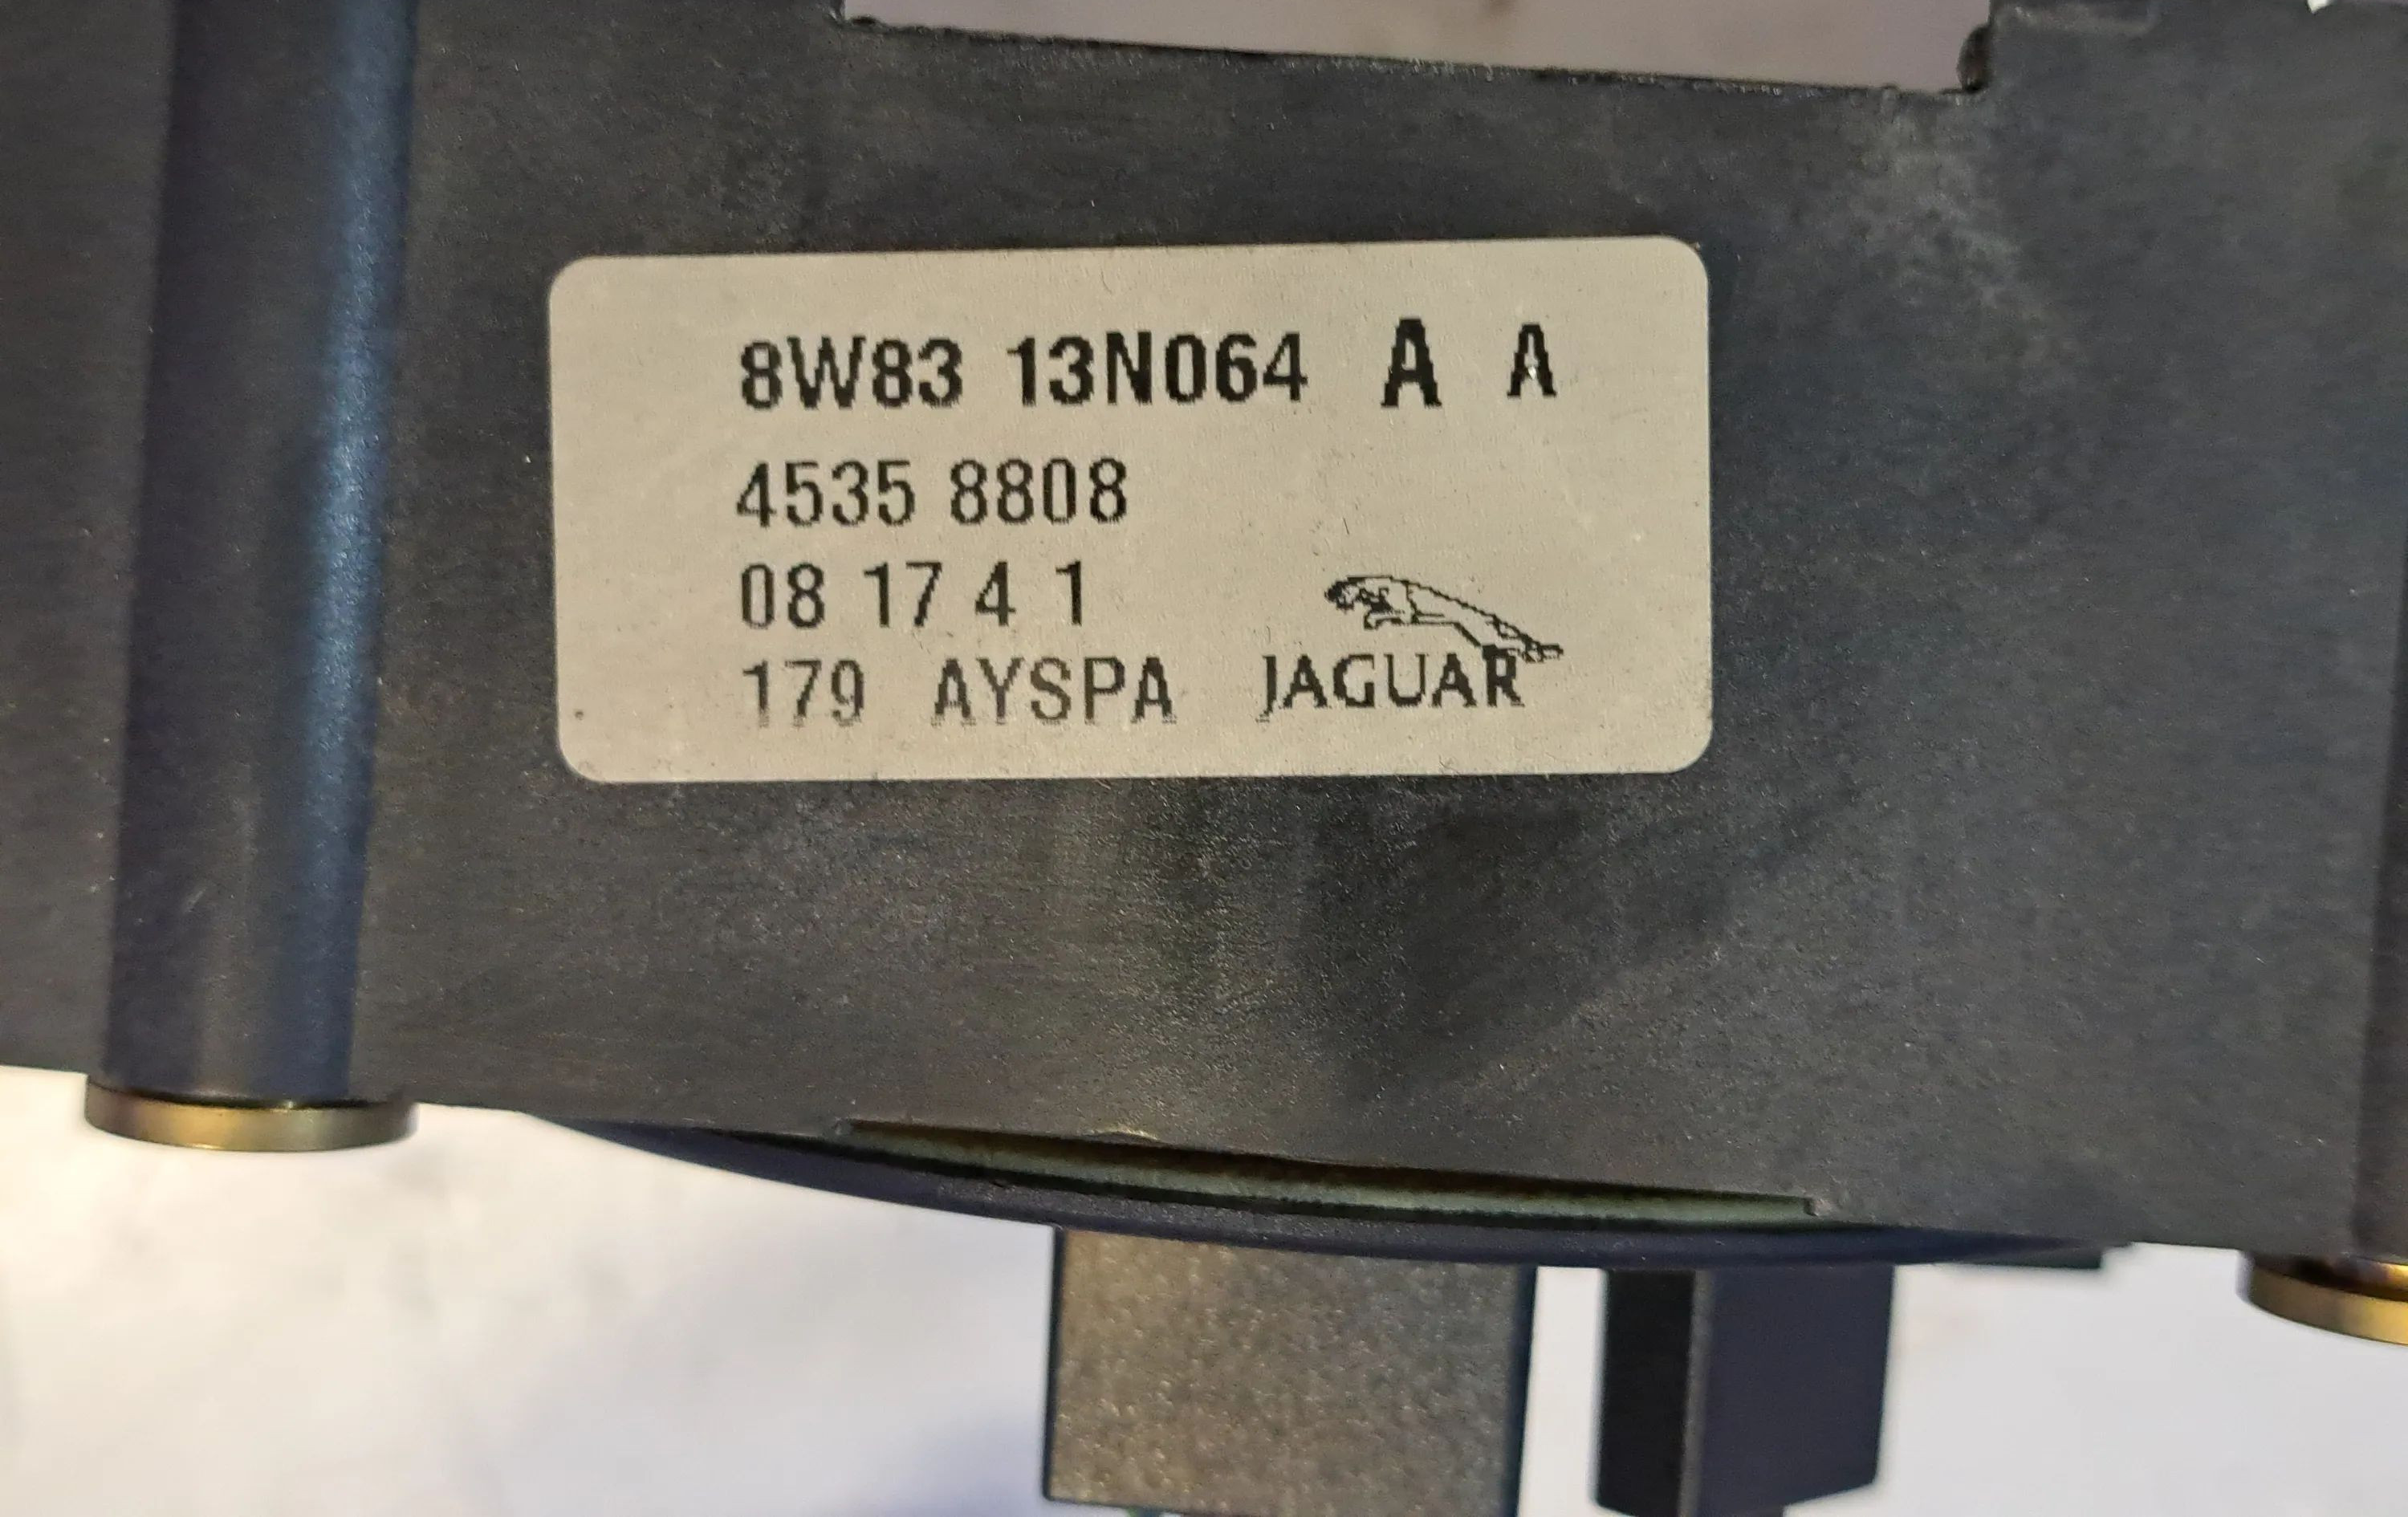 8W83 13N064 A A
4535 8808
08 17 4 1
179 AYSPA JAGUAR